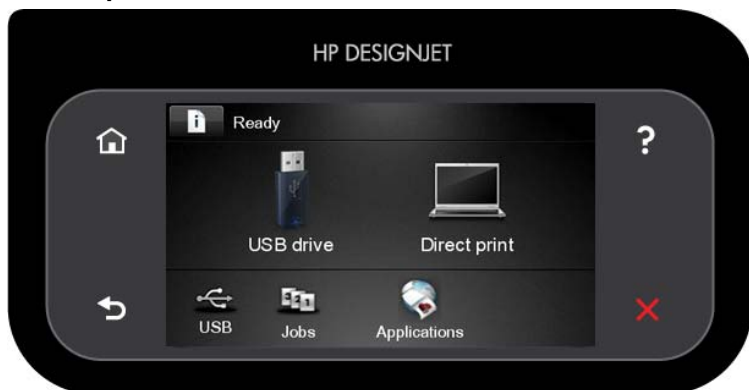 HP DESIGNJET
Ready
USB drive
Direct print
USB
Jobs
Applications